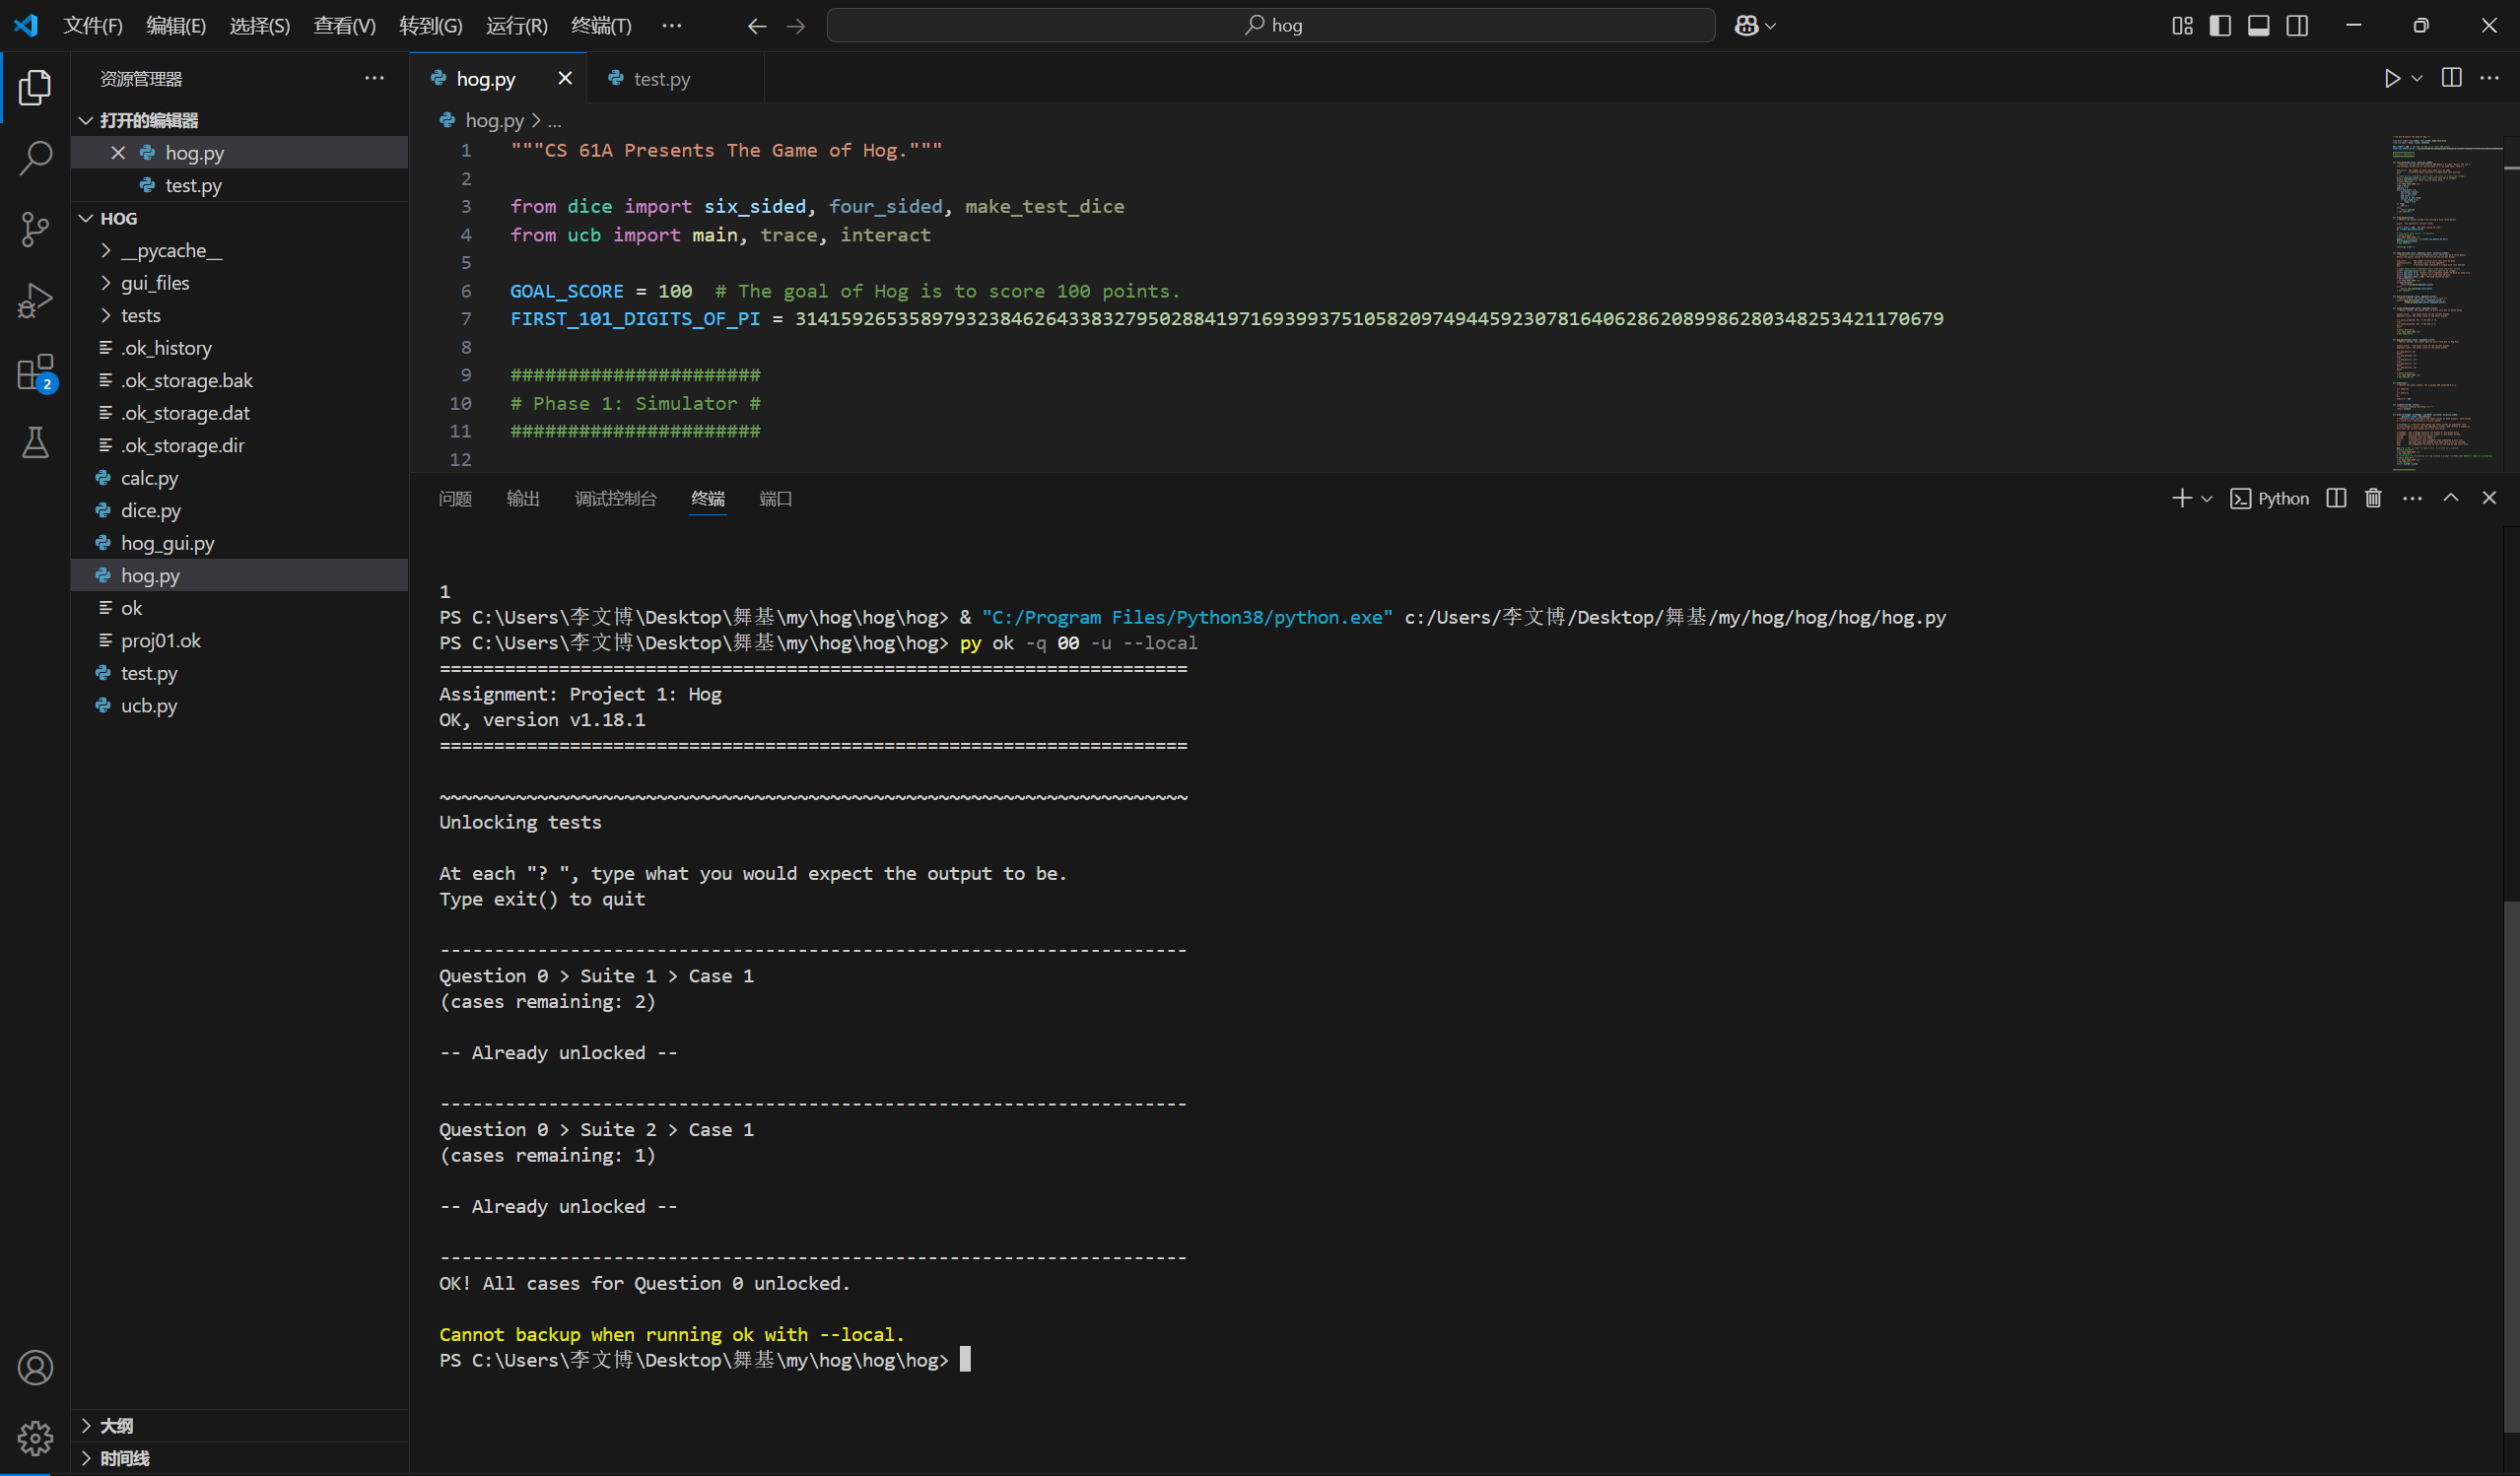 文件(F) 编辑(E) 选择(S) 查看(V) 转到(G) 运行(R) 终端(T) ··· hog
资源管理器
打开的编辑器
hog.py
test.py
HOG
__pycache__
gui_files
tests
.ok_history
.ok_storage.bak
.ok_storage.dat
.ok_storage.dir
calc.py
dice.py
hog_gui.py
hog.py
ok
proj01.ok
test.py
ucb.py
大纲
时间线
2
hog.py test.py
hog.py > ...
1 """CS 61A Presents The Game of Hog."""
2
3 from dice import six_sided, four_sided, make_test_dice
4 from ucb import main, trace, interact
5
6 GOAL_SCORE = 100  # The goal of Hog is to score 100 points.
7 FIRST_101_DIGITS_OF_PI = 31415926535897932384626433832795028841971693993751058209749445923078164062862089986280348253421170679
8
9 ######################
10 # Phase 1: Simulator #
11 ######################
12
问题 输出 调试控制台 终端 端口 Python
1
PS C:\Users\李文博\Desktop\舞基\my\hog\hog\hog> & "C:/Program Files/Python38/python.exe" c:/Users/李文博/Desktop/舞基/my/hog/hog/hog/hog.py
PS C:\Users\李文博\Desktop\舞基\my\hog\hog\hog> py ok -q 00 -u --local
=====================================================================
Assignment: Project 1: Hog
OK, version v1.18.1
=====================================================================
~~~~~~~~~~~~~~~~~~~~~~~~~~~~~~~~~~~~~~~~~~~~~~~~~~~~~~~~~~~~~~~~~~~~~
Unlocking tests
At each "? ", type what you would expect the output to be.
Type exit() to quit
---------------------------------------------------------------------
Question 0 > Suite 1 > Case 1
(cases remaining: 2)
-- Already unlocked --
---------------------------------------------------------------------
Question 0 > Suite 2 > Case 1
(cases remaining: 1)
-- Already unlocked --
---------------------------------------------------------------------
OK! All cases for Question 0 unlocked.
Cannot backup when running ok with --local.
PS C:\Users\李文博\Desktop\舞基\my\hog\hog\hog>